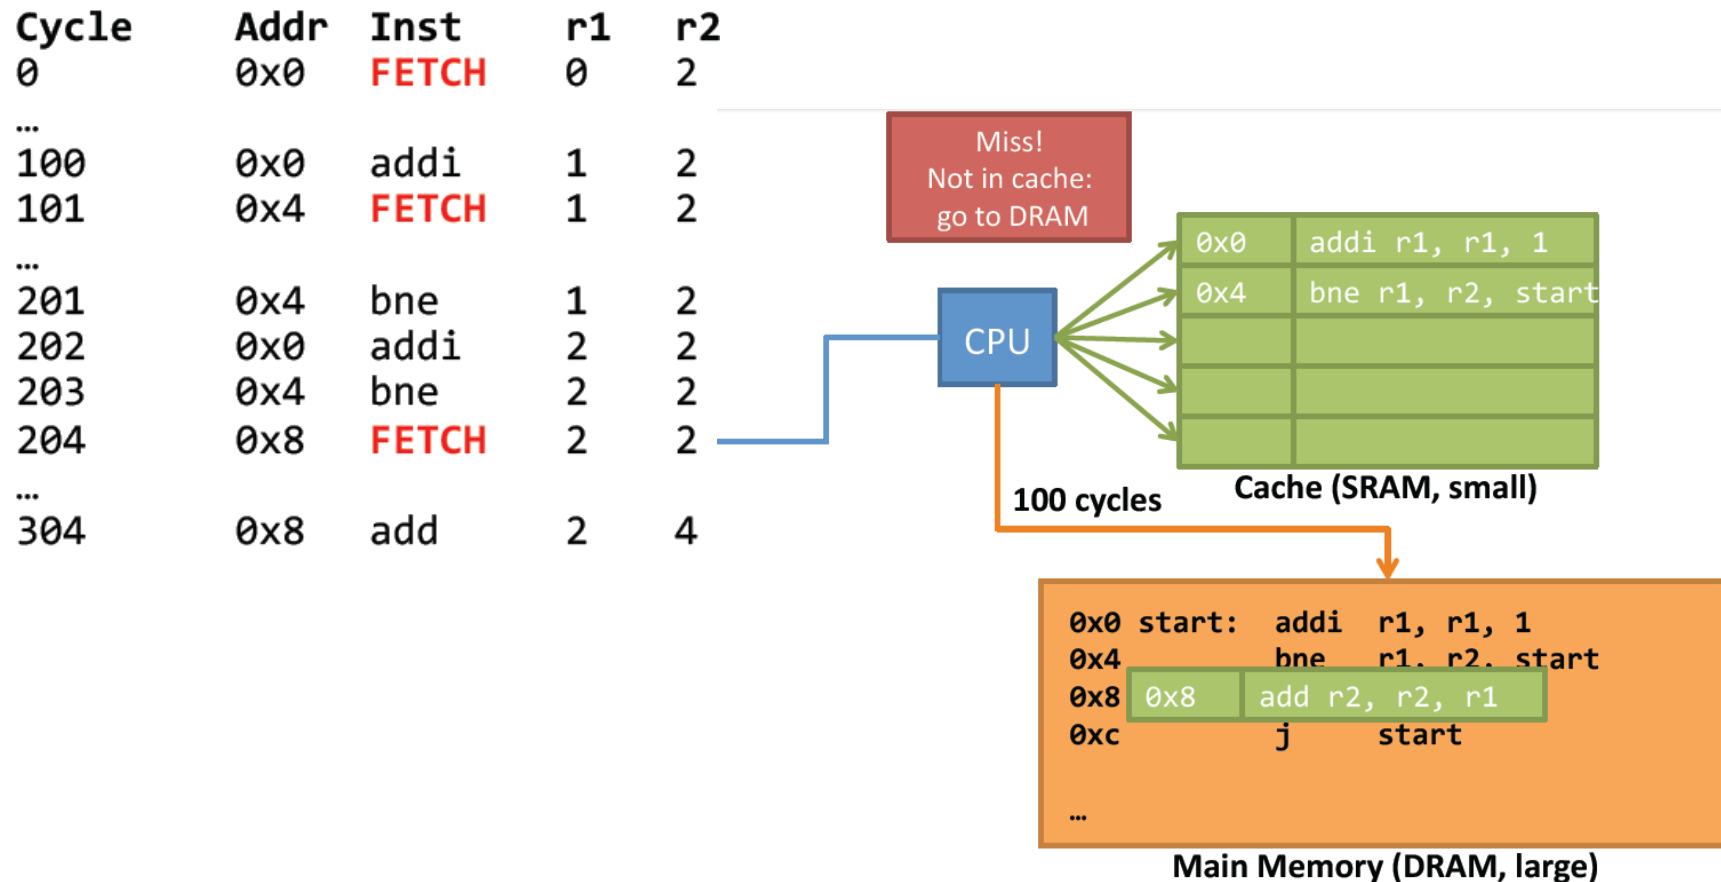 Cycle Addr Inst r1 r2
0 0x0 FETCH 0 2
…
100 0x0 addi 1 2
101 0x4 FETCH 1 2
…
201 0x4 bne 1 2
202 0x0 addi 2 2
203 0x4 bne 2 2
204 0x8 FETCH 2 2
…
304 0x8 add 2 4
Miss!
Not in cache:
go to DRAM
CPU
0x0 addi r1, r1, 1
0x4 bne r1, r2, start
Cache (SRAM, small)
100 cycles
0x0 start: addi r1, r1, 1
0x4 bne r1, r2, start
0x8 0x8 add r2, r2, r1
0xc j start
…
Main Memory (DRAM, large)